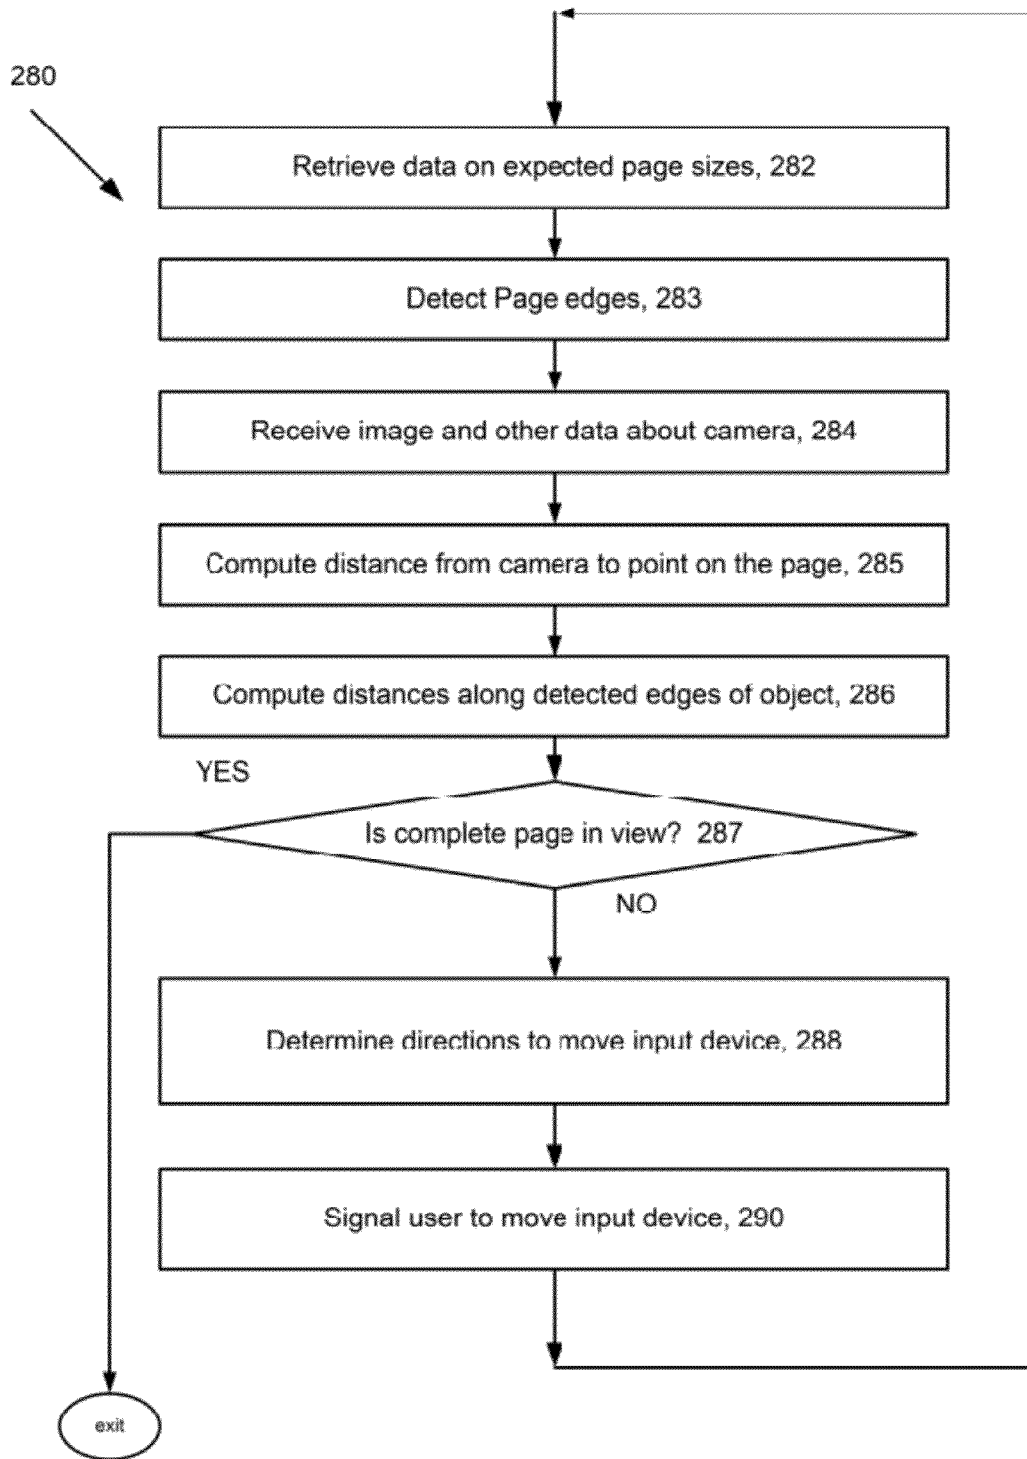 280
Retrieve data on expected page sizes, 282
Detect Page edges, 283
Receive image and other data about camera, 284
Compute distance from camera to point on the page, 285
Compute distances along detected edges of object, 286
YES
Is complete page in view? 287
NO
Determine directions to move input device, 288
Signal user to move input device, 290
exit